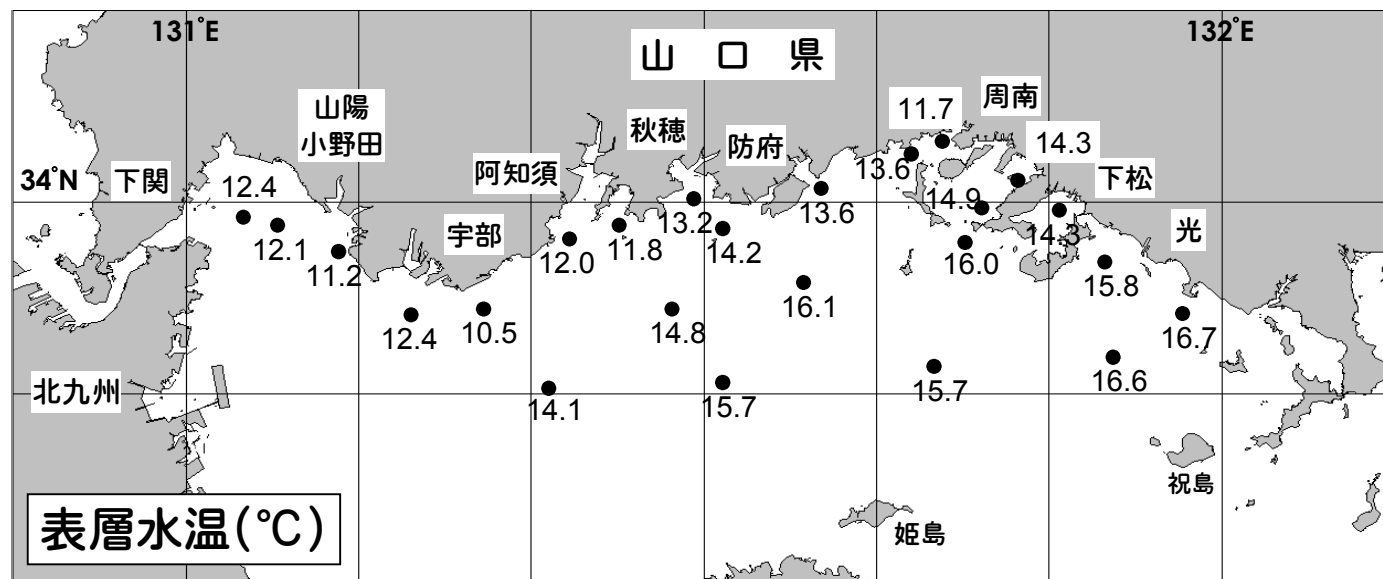 131°E
132°E
山口県
山陽
小野田
秋穂
防府
11.7
周南
14.3
34°N
下関
12.4
阿知須
13.6
下松
12.1
宇部
13.2
13.6
14.9
光
11.2
12.0
11.8
14.2
16.0
14.3
15.8
12.4
10.5
14.8
16.1
16.7
北九州
14.1
15.7
15.7
16.6
祝島
表層水温(℃)
姫島